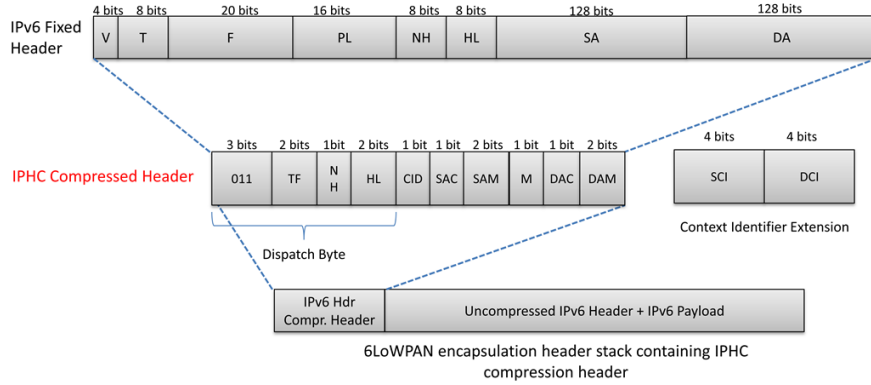 4 bits 8 bits 20 bits 16 bits 8 bits 8 bits 128 bits 128 bits
IPv6 Fixed
Header
V T F PL NH HL SA DA
3 bits 2 bits 1bit 2 bits 1 bit 1 bit 2 bits 1 bit 1 bit 2 bits
4 bits 4 bits
IPHC Compressed Header
011 TF N H HL CID SAC SAM M DAC DAM
SCI DCI
Context Identifier Extension
Dispatch Byte
IPv6 Hdr
Compr. Header
Uncompressed IPv6 Header + IPv6 Payload
6LoWPAN encapsulation header stack containing IPHC
compression header